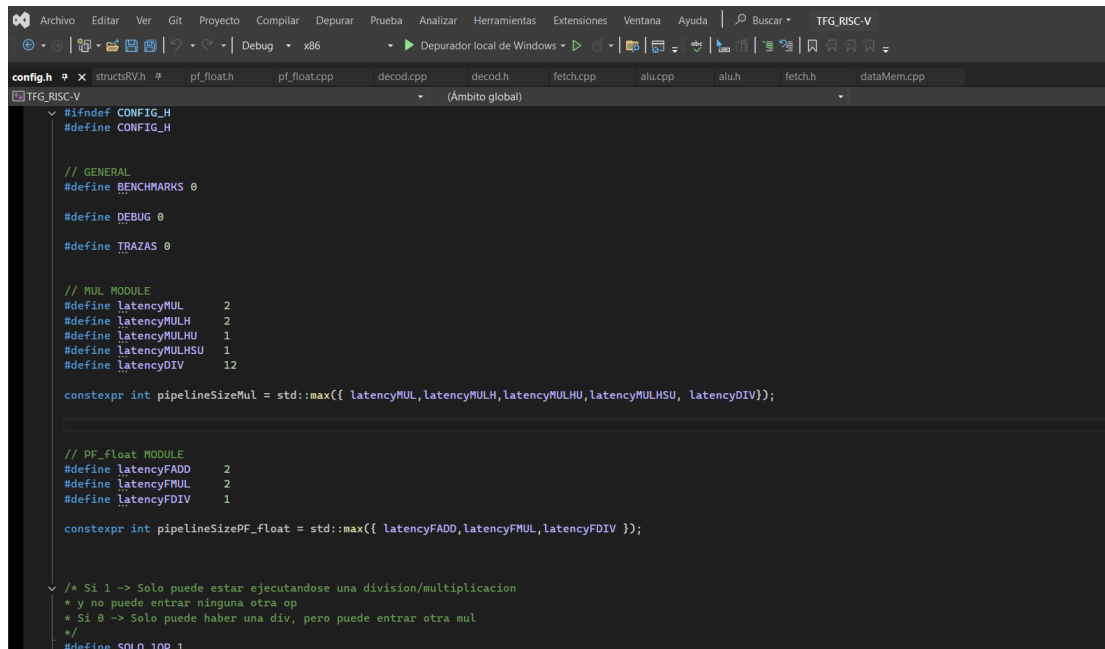 Archivo Editar Ver Git Proyecto Compilar Depurar Prueba Analizar Herramientas Extensiones Ventana Ayuda Buscar TFG_RISC-V
Debug x86 Depurador local de Windows
config.h structsRV.h pf_float.h pf_float.cpp decod.cpp decod.h fetch.cpp alu.cpp alu.h fetch.h dataMem.cpp
TFG_RISC-V (Ámbito global)
#ifndef CONFIG_H
#define CONFIG_H
// GENERAL
#define BENCHMARKS 0
#define DEBUG 0
#define TRAZAS 0
// MUL MODULE
#define latencyMUL 2
#define latencyMULH 2
#define latencyMULHU 1
#define latencyMULHSU 1
#define latencyDIV 12
constexpr int pipelineSizeMul = std::max({ latencyMUL,latencyMULH,latencyMULHU,latencyMULHSU, latencyDIV});
// PF_float MODULE
#define latencyFADD 2
#define latencyFMUL 2
#define latencyFDIV 1
constexpr int pipelineSizePF_float = std::max({ latencyFADD,latencyFMUL,latencyFDIV });
/* Si 1 -> Solo puede estar ejecutandose una division/multiplicacion
* y no puede entrar ninguna otra op
* Si 0 -> Solo puede haber una div, pero puede entrar otra mul
*/
#define SOLO_1OP 1